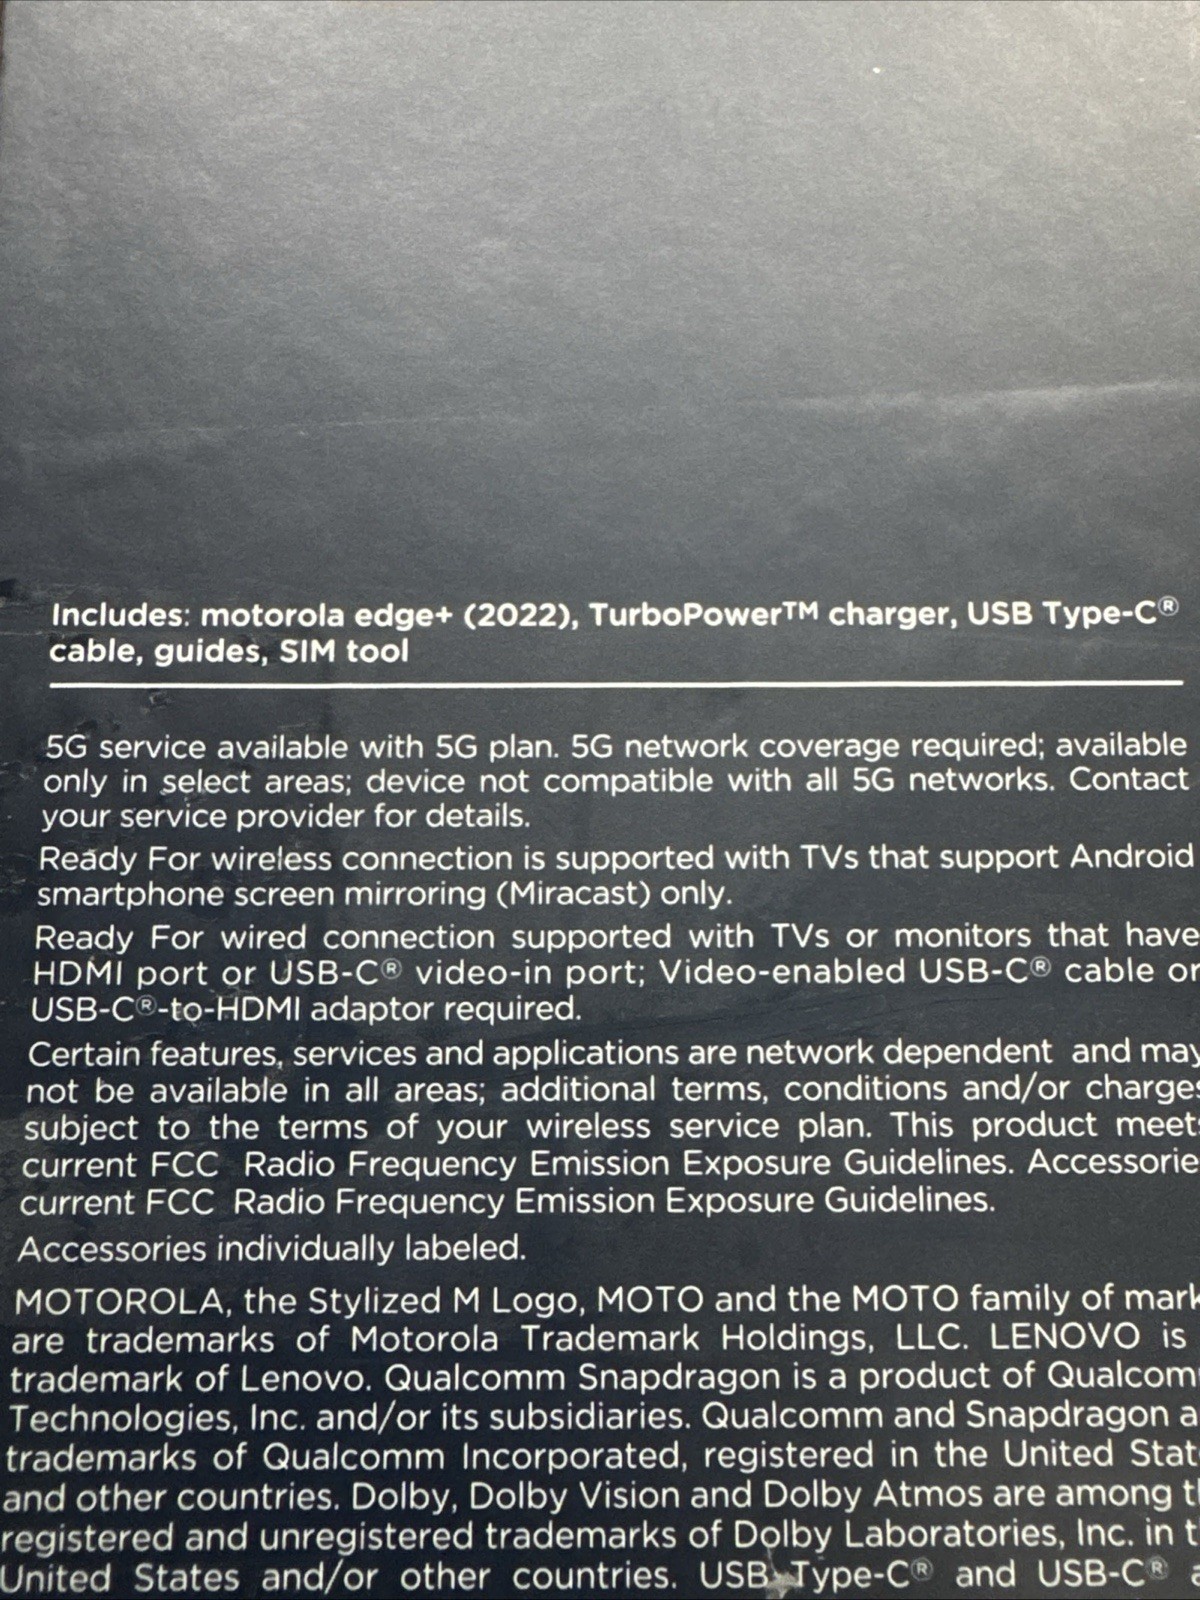 Includes: motorola edge+ (2022), TurboPower™ charger, USB Type-C®
cable, guides, SIM tool
5G service available with 5G plan. 5G network coverage required; available
only in select areas; device not compatible with all 5G networks. Contact
your service provider for details.
Ready For wireless connection is supported with TVs that support Android
smartphone screen mirroring (Miracast) only.
Ready For wired connection supported with TVs or monitors that have
HDMI port or USB-C® video-in port; Video-enabled USB-C® cable or
USB-C®-to-HDMI adaptor required.
Certain features, services and applications are network dependent and may
not be available in all areas; additional terms, conditions and/or charges
subject to the terms of your wireless service plan. This product meets
current FCC Radio Frequency Emission Exposure Guidelines. Accessorie
current FCC Radio Frequency Emission Exposure Guidelines.
Accessories individually labeled.
MOTOROLA, the Stylized M Logo, MOTO and the MOTO family of mark
are trademarks of Motorola Trademark Holdings, LLC. LENOVO is
trademark of Lenovo. Qualcomm Snapdragon is a product of Qualcomm
Technologies, Inc. and/or its subsidiaries. Qualcomm and Snapdragon a
trademarks of Qualcomm Incorporated, registered in the United Stat
and other countries. Dolby, Dolby Vision and Dolby Atmos are among t
registered and unregistered trademarks of Dolby Laboratories, Inc. in t
United States and/or other countries. USB Type-C® and USB-C® a